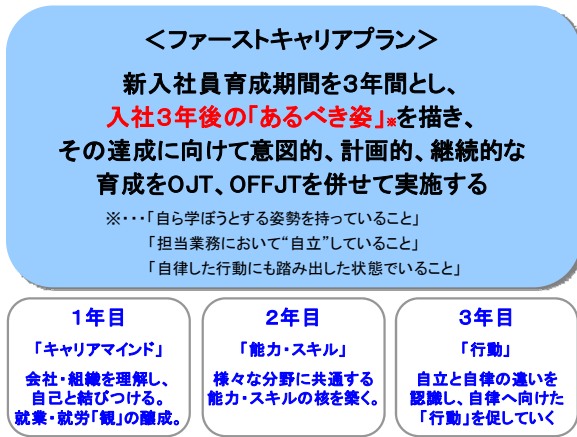 ＜ファーストキャリアプラン＞
新入社員育成期間を3年間とし、
入社3年後の「あるべき姿」※を描き、
その達成に向けて意図的、計画的、継続的な
育成をOJT、OFFJTを併せて実施する
※・・・「自ら学ぼうとする姿勢を持っていること」
「担当業務において“自立”していること」
「自律した行動にも踏み出した状態でいること」
1年目
「キャリアマインド」
会社・組織を理解し、
自己と結びつける。
就業・就労「観」の醸成。
2年目
「能力・スキル」
様々な分野に共通する
能力・スキルの核を築く。
3年目
「行動」
自立と自律の違いを
認識し、自律へ向けた
「行動」を促していく